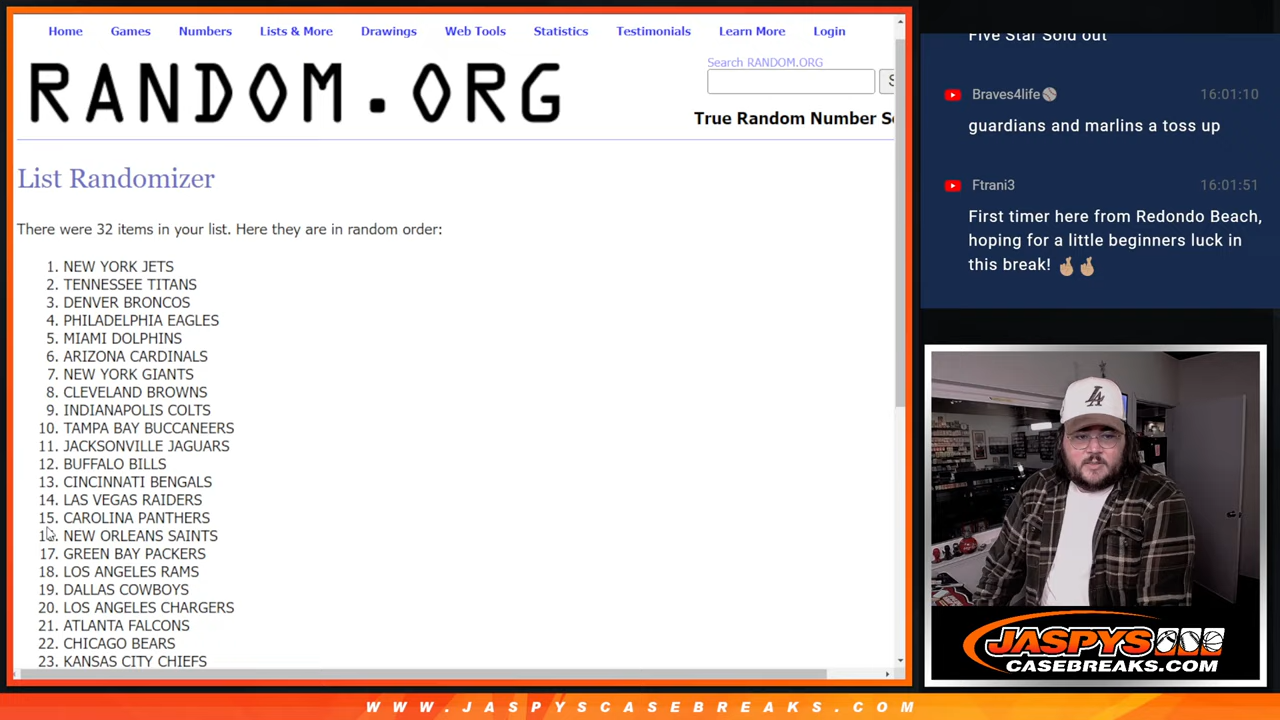 Home Games Numbers Lists & More Drawings Web Tools Statistics Testimonials Learn More Login
RANDOM.ORG
Search RANDOM.ORG
True Random Number
List Randomizer
There were 32 items in your list. Here they are in random order:
1. NEW YORK JETS
2. TENNESSEE TITANS
3. DENVER BRONCOS
4. PHILADELPHIA EAGLES
5. MIAMI DOLPHINS
6. ARIZONA CARDINALS
7. NEW YORK GIANTS
8. CLEVELAND BROWNS
9. INDIANAPOLIS COLTS
10. TAMPA BAY BUCCANEERS
11. JACKSONVILLE JAGUARS
12. BUFFALO BILLS
13. CINCINNATI BENGALS
14. LAS VEGAS RAIDERS
15. CAROLINA PANTHERS
NEW ORLEANS SAINTS
17. GREEN BAY PACKERS
18. LOS ANGELES RAMS
19. DALLAS COWBOYS
20. LOS ANGELES CHARGERS
21. ATLANTA FALCONS
22. CHICAGO BEARS
23. KANSAS CITY CHIEFS
Five Star Sold out
Braves4life 16:01:10
guardians and marlins a toss up
Ftrani3 16:01:51
First timer here from Redondo Beach,
hoping for a little beginners luck in
this break!
LA
JASPYS
CASEBREAKS.COM
WWW.JASPYSCASEBREAKS.COM